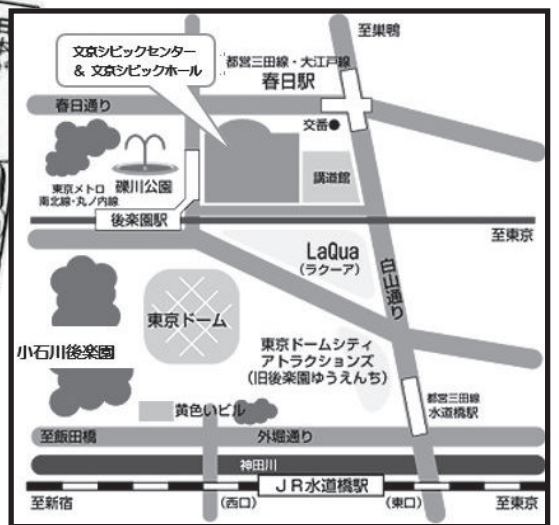 至巣鴨
文京シビックセンター
& 文京シビックホール
都営三田線・大江戸線
春日駅
春日通り
交番●
東京メトロ
南北線・丸ノ内線
礫川公園
講道館
後楽園駅
至東京
LaQua
(ラクーア)
白山通り
東京ドーム
小石川後楽園
東京ドームシティ
アトラクションズ
(旧後楽園ゆうえんち)
都営三田線
水道橋駅
黄色いビル
至飯田橋
外堀通り
神田川
JR水道橋駅
至新宿
(西口)
(東口)
至東京